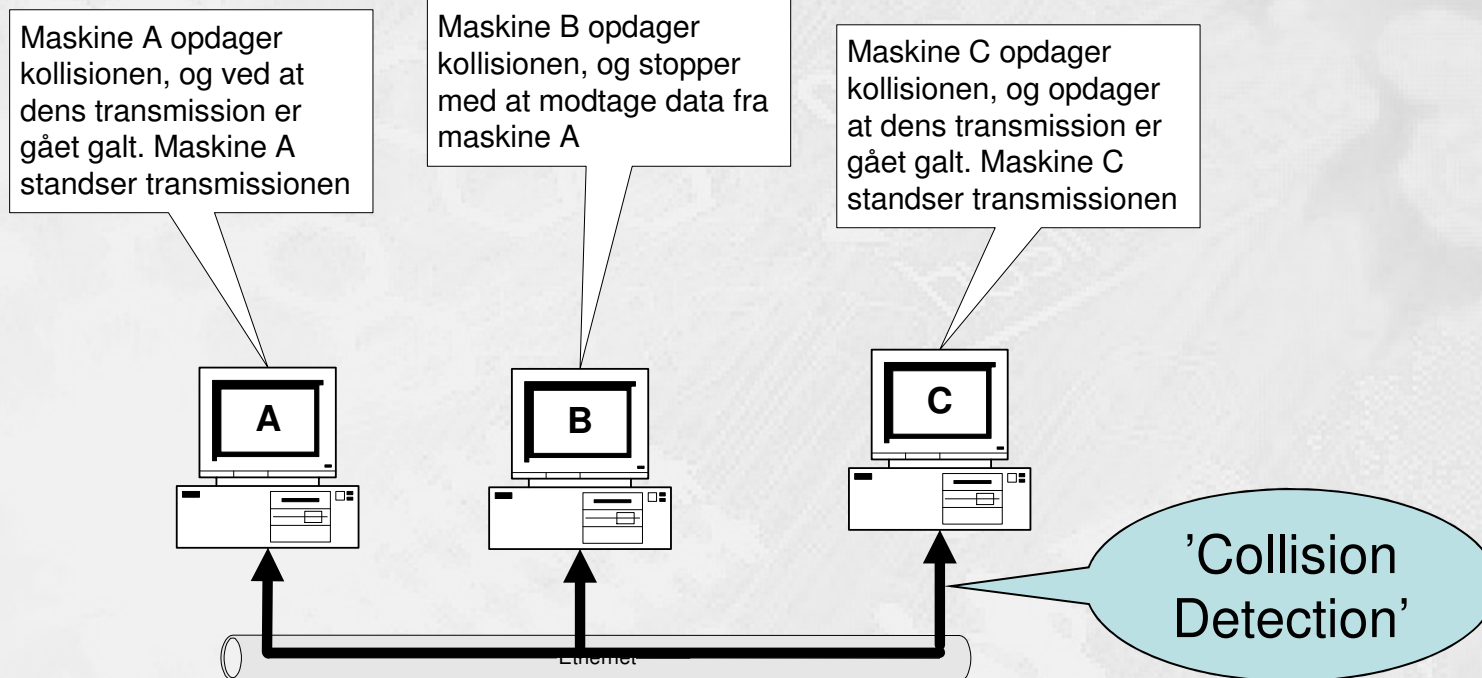 Maskine A opdager
kollisionen, og ved at
dens transmission er
gået galt. Maskine A
standser transmissionen
Maskine B opdager
kollisionen, og stopper
med at modtage data fra
maskine A
Maskine C opdager
kollisionen, og opdager
at dens transmission er
gået galt. Maskine C
standser transmissionen
A
B
C
’Collision
Detection’
Ethernet